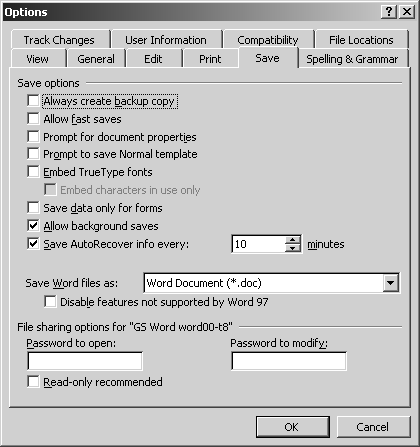 Options
Track Changes User Information Compatibility File Locations
View General Edit Print Save Spelling & Grammar
Save options
Always create backup copy
Allow fast saves
Prompt for document properties
Prompt to save Normal template
Embed TrueType fonts
Embed characters in use only
Save data only for forms
Allow background saves
Save AutoRecover info every: 10 minutes
Save Word files as: Word Document (*.doc)
Disable features not supported by Word 97
File sharing options for "GS Word word00-t8"
Password to open: Password to modify:
Read-only recommended
OK Cancel